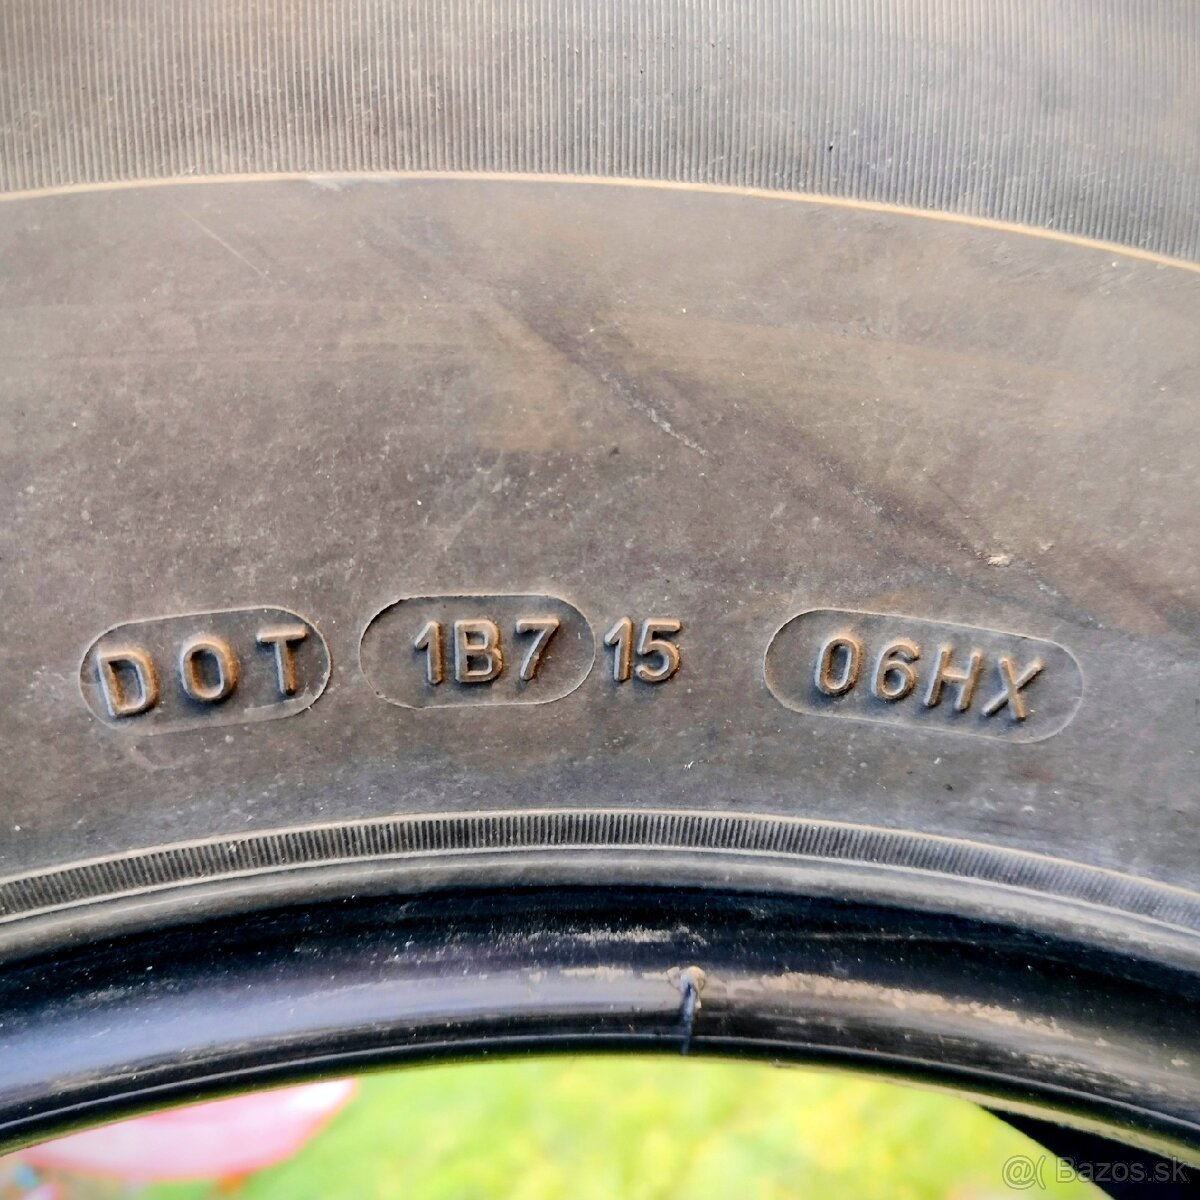 DOT 1B7 15 06HX
@( Bazos.sk